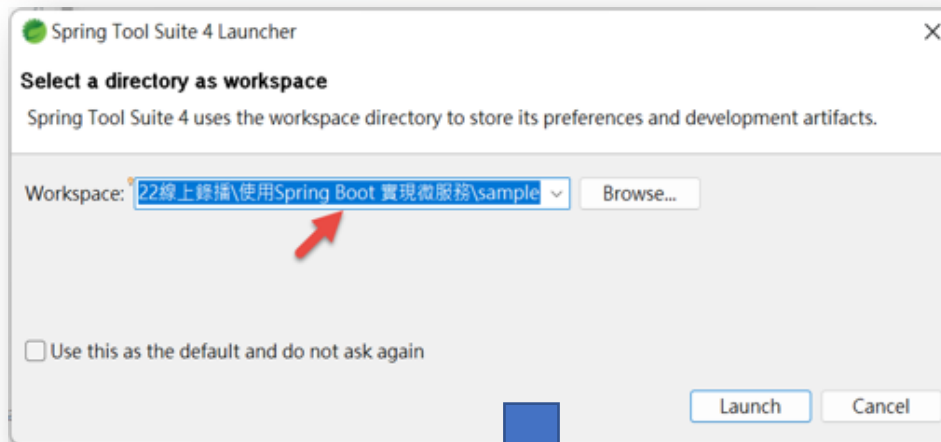 Spring Tool Suite 4 Launcher
Select a directory as workspace
Spring Tool Suite 4 uses the workspace directory to store its preferences and development artifacts.
Workspace: 22線上錄播\使用Spring Boot 實現微服務\sample Browse...
Use this as the default and do not ask again
Launch Cancel